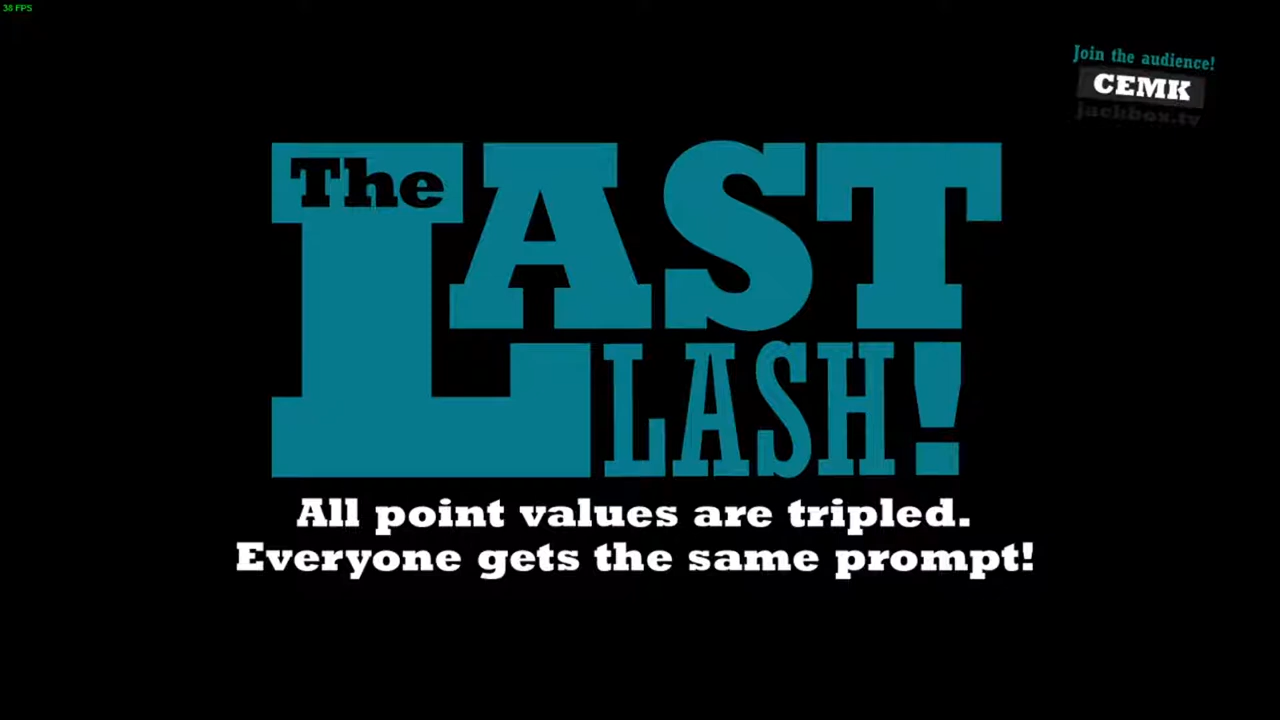 38 FPS
Join the audience!
CEMK
jackbox.tv
The LAST
LASH!
All point values are tripled.
Everyone gets the same prompt!